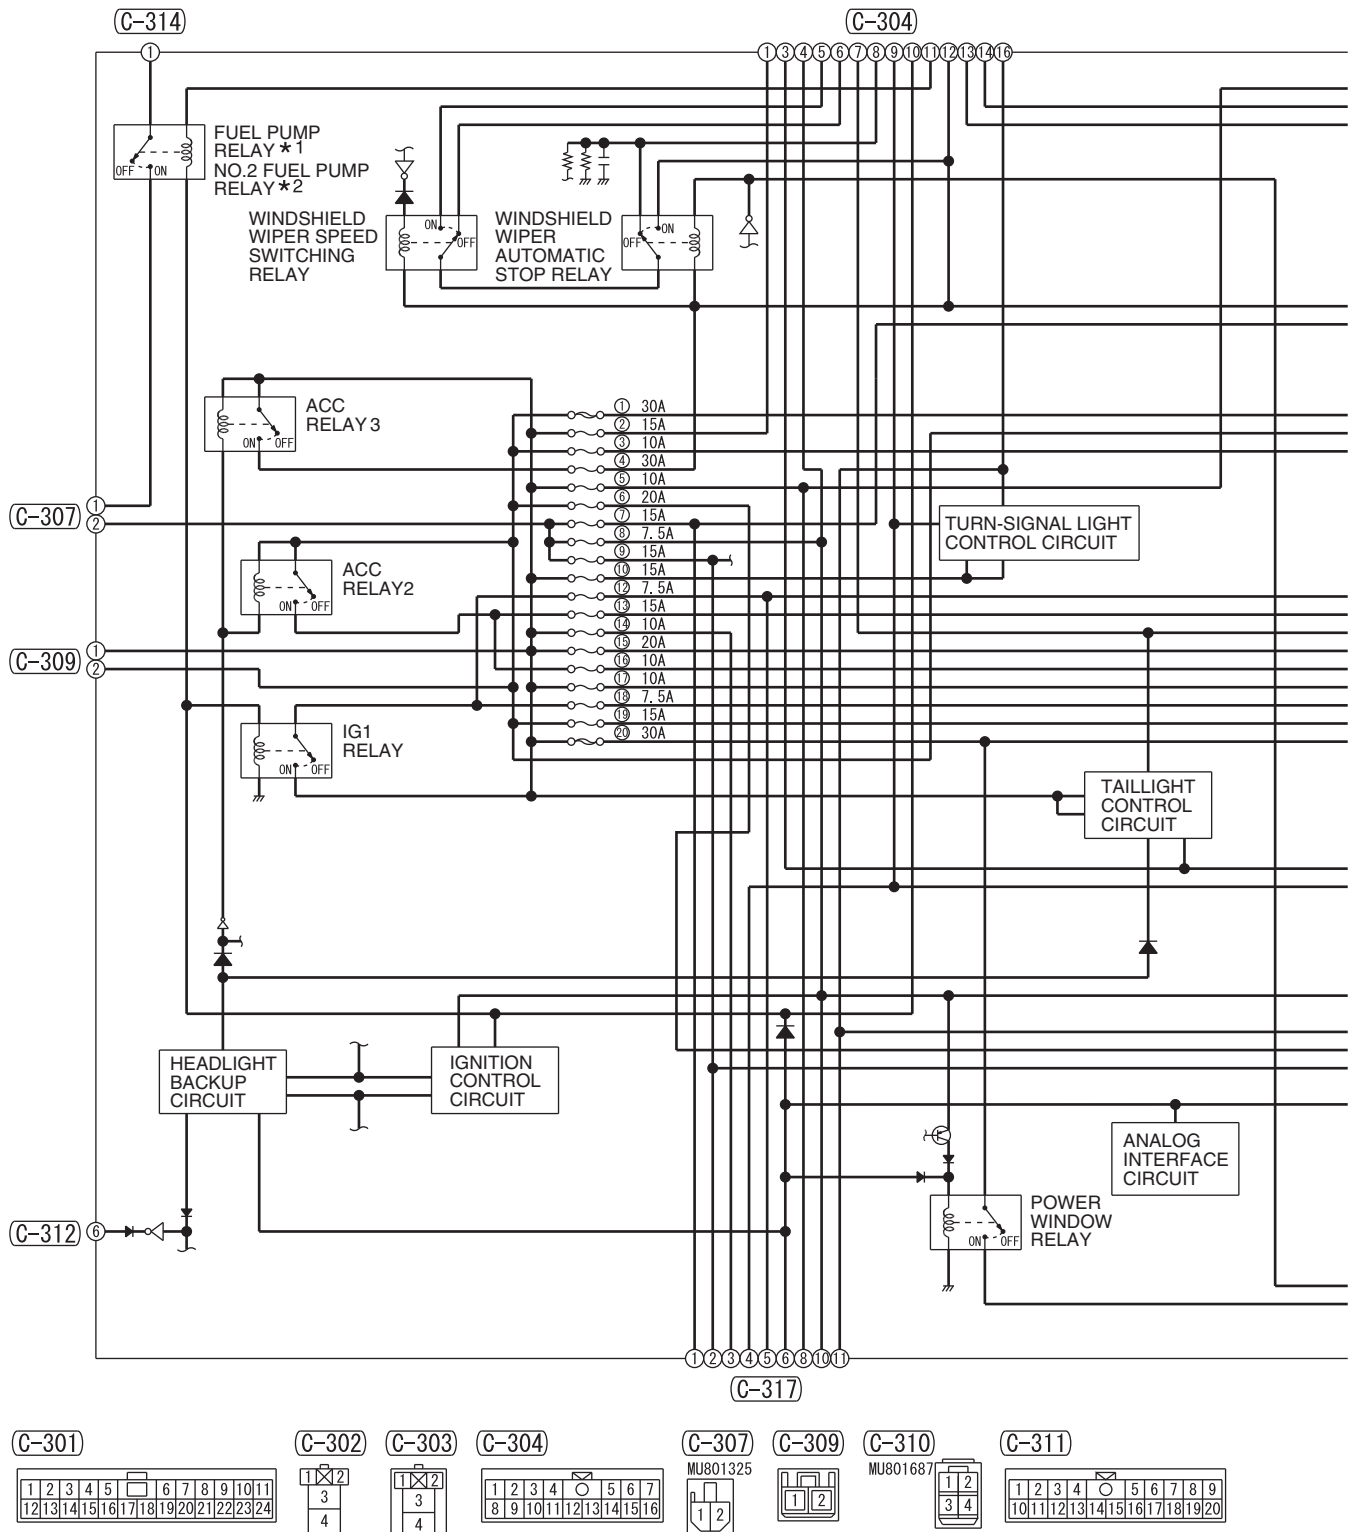 C-314
C-304
1
1 3 4 5 6 7 8 9 10 11 12 13 14 16
FUEL PUMP
RELAY *1
OFF ON
NO.2 FUEL PUMP
RELAY *2
WINDSHIELD
WIPER SPEED
SWITCHING
RELAY
ON
OFF
WINDSHIELD
WIPER
AUTOMATIC
STOP RELAY
ON
OFF
ACC
RELAY 3
ON OFF
1 30A
2 15A
3 10A
4 30A
5 10A
6 20A
7 15A
8 7.5A
9 15A
10 15A
12 7.5A
13 15A
14 10A
15 20A
16 10A
17 10A
18 7.5A
19 15A
20 30A
C-307
1
2
TURN-SIGNAL LIGHT
CONTROL CIRCUIT
ACC
RELAY2
ON OFF
C-309
1
2
IG1
RELAY
ON OFF
TAILLIGHT
CONTROL
CIRCUIT
HEADLIGHT
BACKUP
CIRCUIT
IGNITION
CONTROL
CIRCUIT
ANALOG
INTERFACE
CIRCUIT
C-312
6
POWER
WINDOW
RELAY
ON OFF
1 2 3 4 5 6 8 10 11
C-317
C-301
1 2 3 4 5 6 7 8 9 10 11
12 13 14 15 16 17 18 19 20 21 22 23 24
C-302
1 2
3
4
C-303
1 2
3
4
C-304
1 2 3 4 5 6 7
8 9 10 11 12 13 14 15 16
C-307
MU801325
1 2
C-309
1 2
C-310
MU801687
1 2
3 4
C-311
1 2 3 4 5 6 7 8 9
10 11 12 13 14 15 16 17 18 19 20